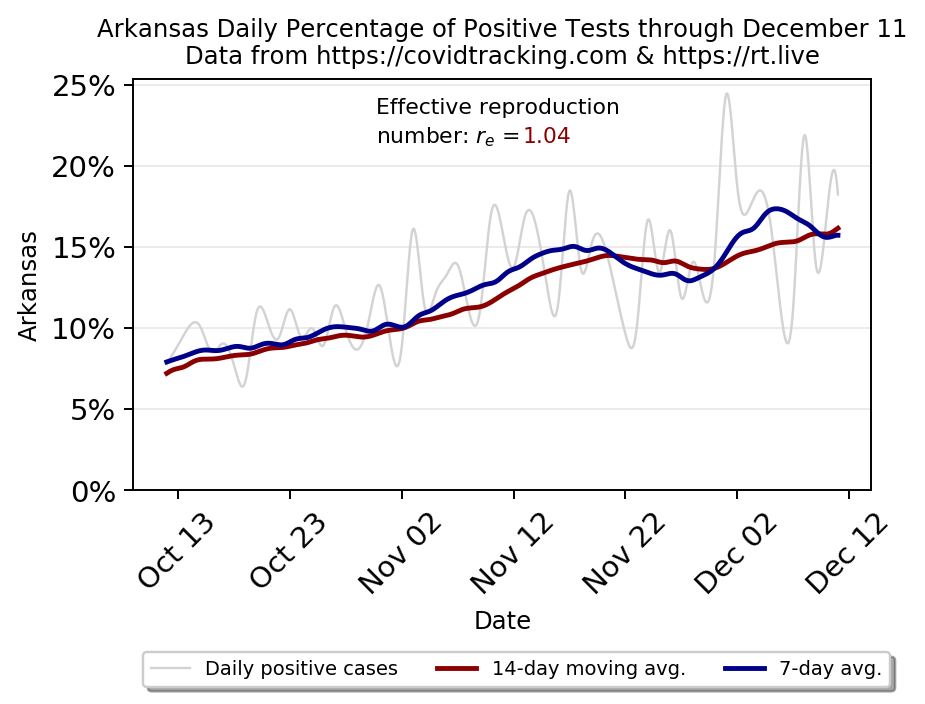 Arkansas Daily Percentage of Positive Tests through December 11
Data from https://covidtracking.com & https://rt.live
Effective reproduction
number: rₑ =1.04
25%
20%
15%
10%
5%
0%
Arkansas
Oct 13
Oct 23
Nov 02
Nov 12
Nov 22
Dec 02
Dec 12
Date
Daily positive cases
14-day moving avg.
7-day avg.